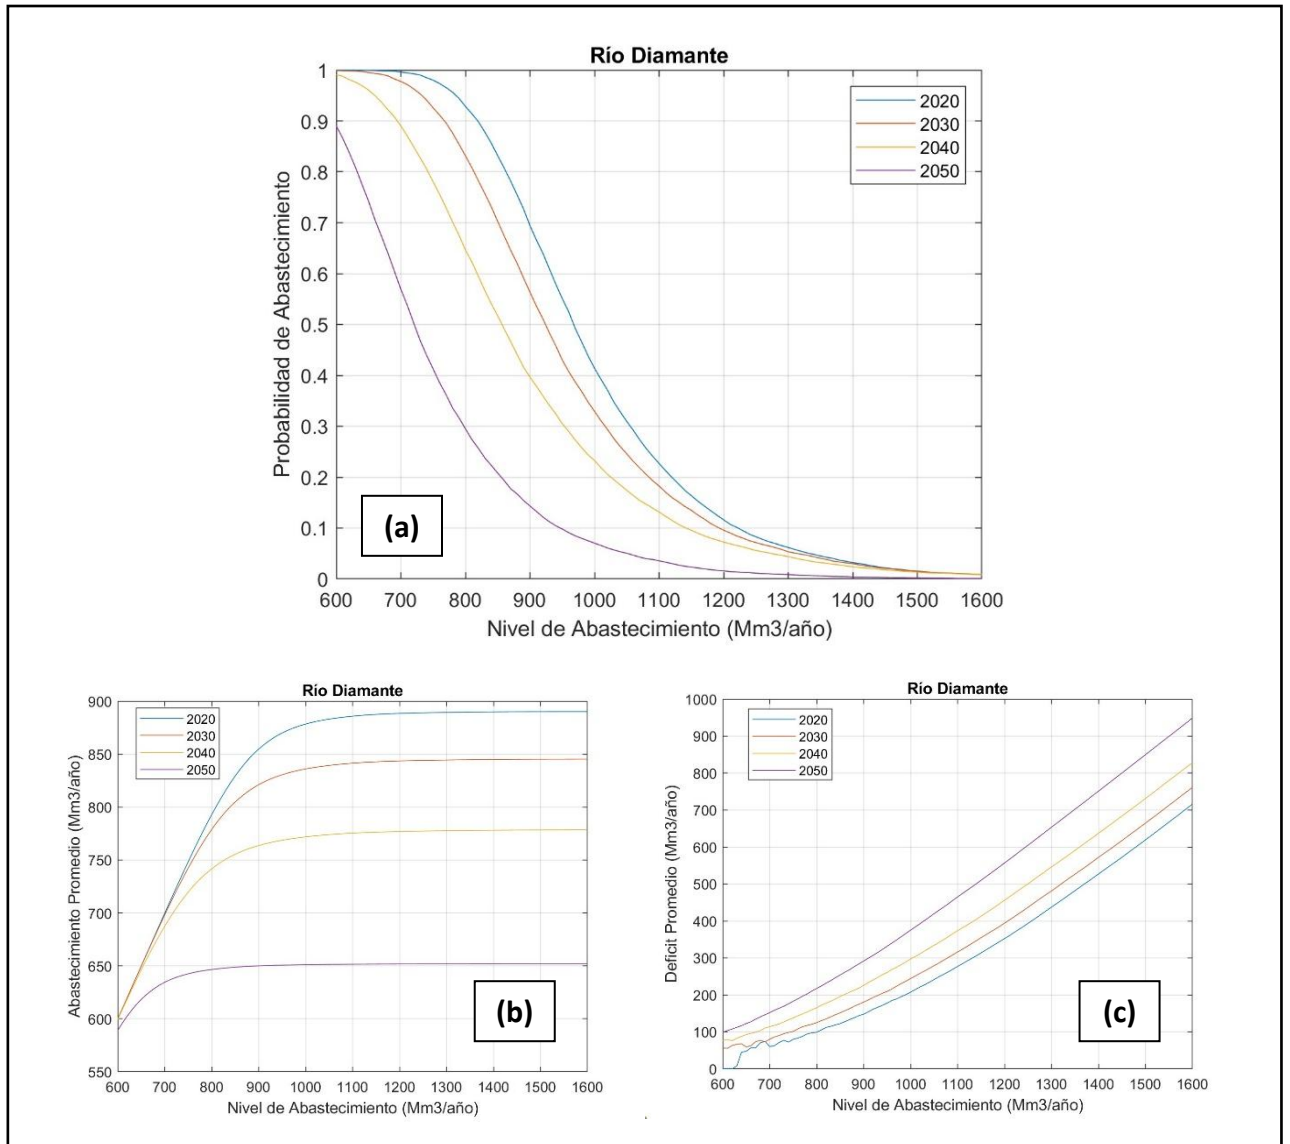 Río Diamante
1
0.9
0.8
0.7
0.6
0.5
0.4
0.3
0.2
0.1
0
Probabilidad de Abastecimiento
2020
2030
2040
2050
(a)
600 700 800 900 1000 1100 1200 1300 1400 1500 1600
Nivel de Abastecimiento (Mm3/año)
Río Diamante
900
850
800
750
700
650
600
550
Abastecimiento Promedio (Mm3/año)
2020
2030
2040
2050
(b)
600 700 800 900 1000 1100 1200 1300 1400 1500 1600
Nivel de Abastecimiento (Mm3/año)
Río Diamante
1000
900
800
700
600
500
400
300
200
100
0
Deficit Promedio (Mm3/año)
2020
2030
2040
2050
(c)
600 700 800 900 1000 1100 1200 1300 1400 1500 1600
Nivel de Abastecimiento (Mm3/año)